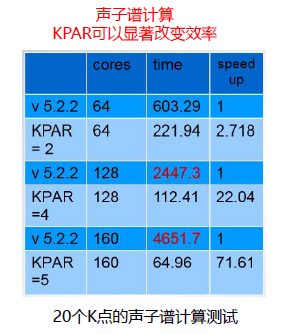 声子谱计算
KPAR可以显著改变效率
cores time speed up
v 5.2.2 64 603.29 1
KPAR = 2 64 221.94 2.718
v 5.2.2 128 2447.3 1
KPAR =4 128 112.41 22.04
v 5.2.2 160 4651.7 1
KPAR =5 160 64.96 71.61
20个K点的声子谱计算测试